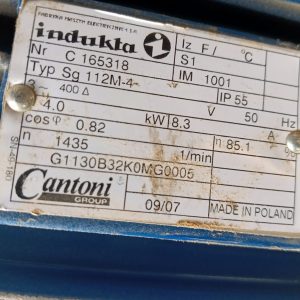 FABRYKA MASZYN ELEKTRYCZNYCH S.A.
indukta i Iz F/ °C
Nr C 165318 S1
Typ Sg 112M-4 IM 1001
3~ 400 Δ IP 55
4.0 V 50 Hz
cosφ 0.82 kW 8.3 A
n 1435 1/min η 85.1 %
G1130B32K0MG0005
Cantoni
GROUP
09/07 MADE IN POLAND